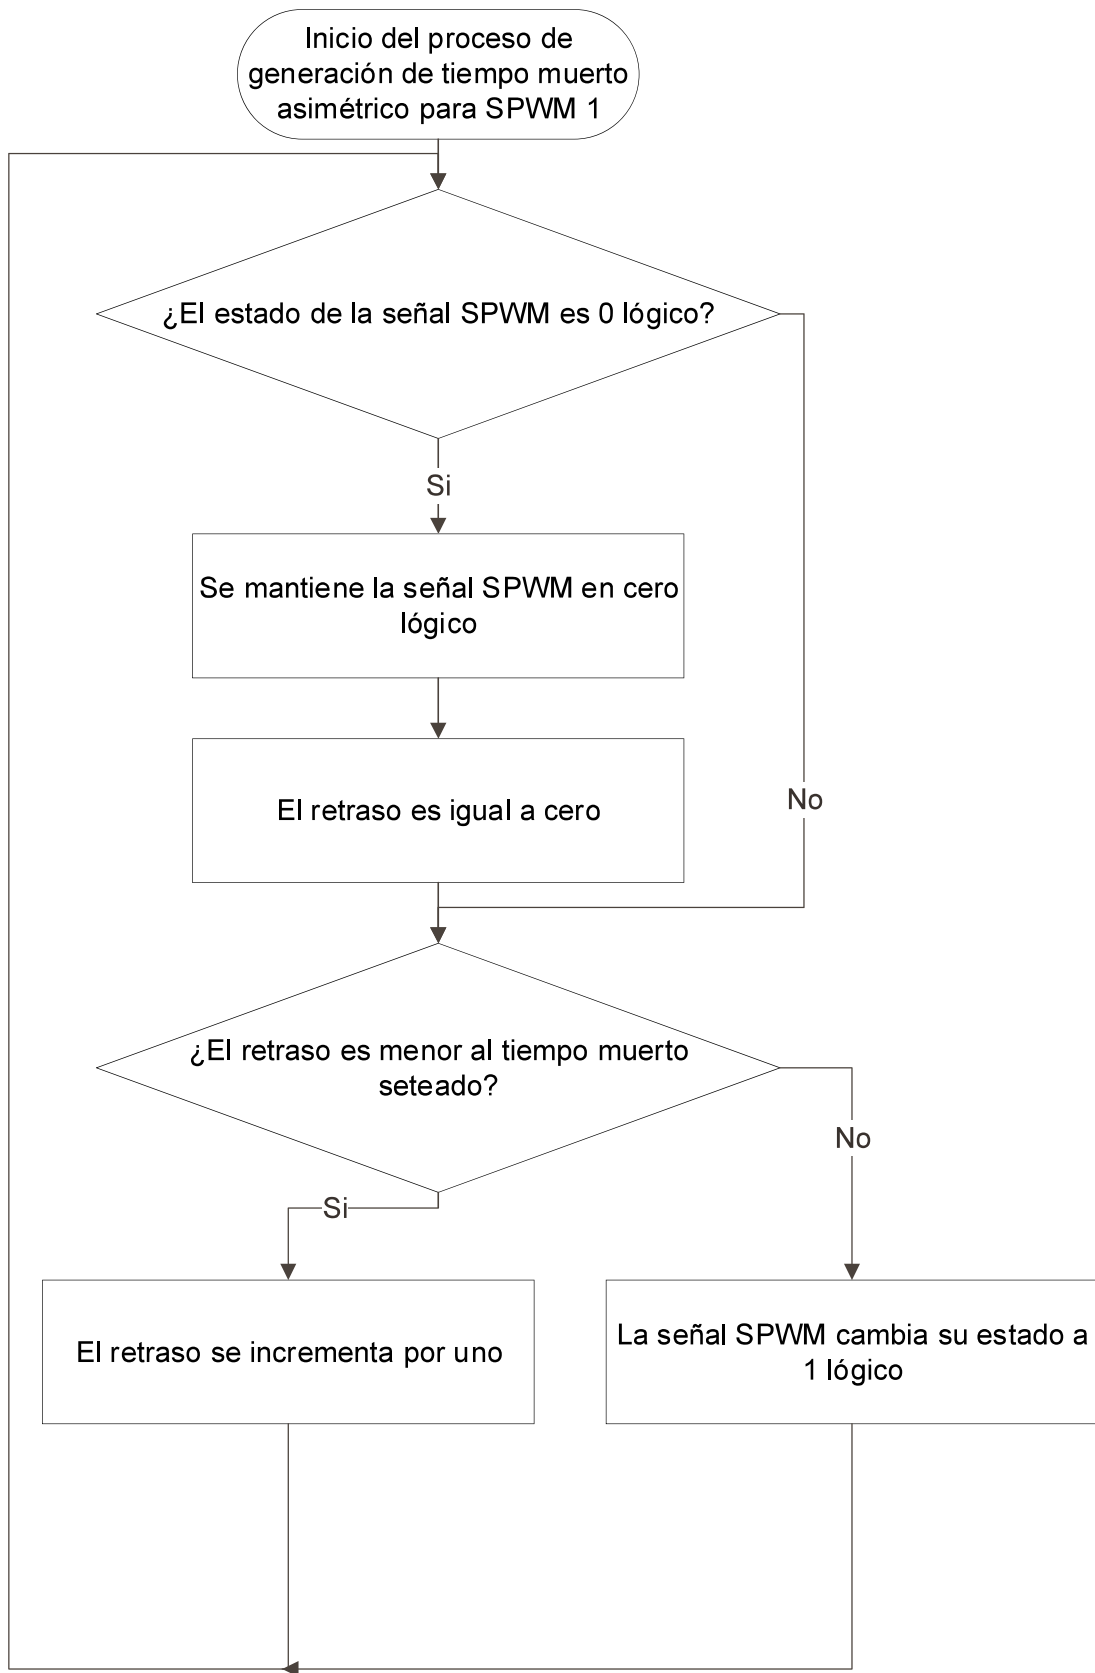 Inicio del proceso de
generación de tiempo muerto
asimétrico para SPWM 1
¿El estado de la señal SPWM es 0 lógico?
Si
Se mantiene la señal SPWM en cero
lógico
El retraso es igual a cero
No
¿El retraso es menor al tiempo muerto
seteado?
No
Si
El retraso se incrementa por uno
La señal SPWM cambia su estado a
1 lógico